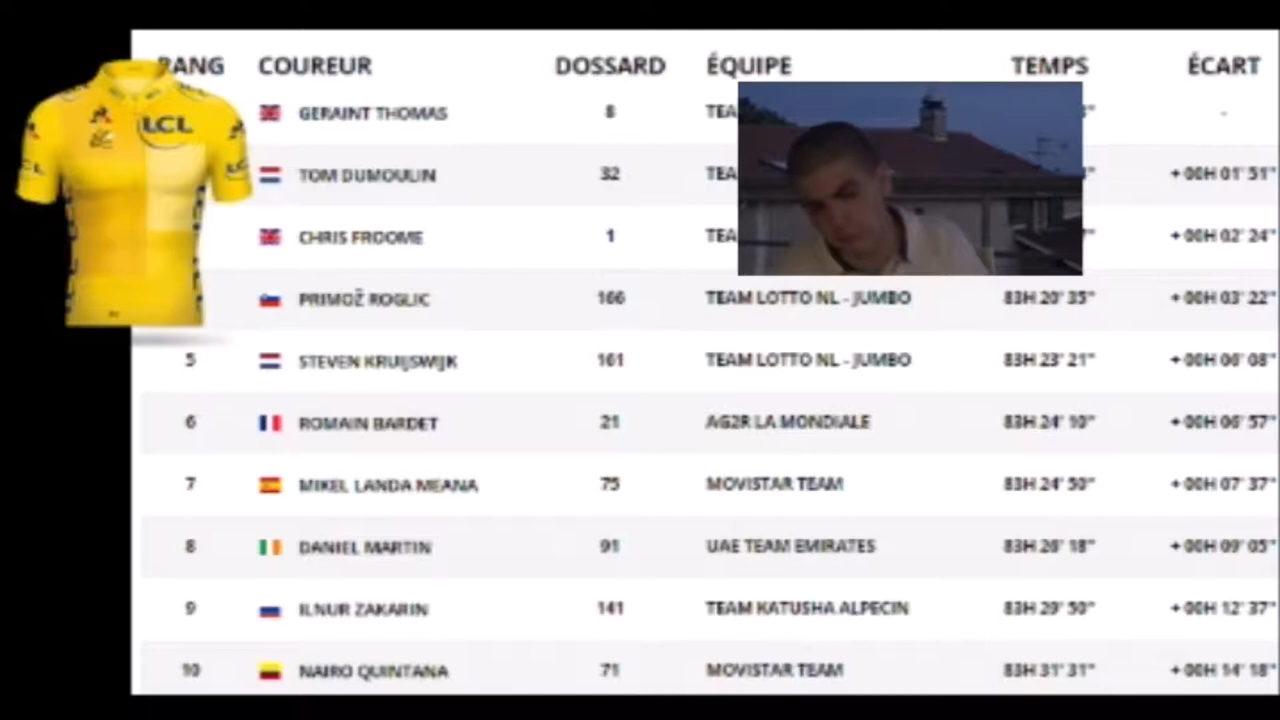 RANG COUREUR DOSSARD ÉQUIPE TEMPS ÉCART
GERAINT THOMAS 8 TEA -
TOM DUMOULIN 32 TEA +00H 01' 51"
CHRIS FROOME 1 TEA +00H 02' 24"
PRIMOŽ ROGLIC 166 TEAM LOTTO NL - JUMBO 83H 20' 35" +00H 03' 22"
5 STEVEN KRUIJSWIJK 161 TEAM LOTTO NL - JUMBO 83H 23' 21" +00H 06' 08"
6 ROMAIN BARDET 21 AG2R LA MONDIALE 83H 24' 10" +00H 06' 57"
7 MIKEL LANDA MEANA 75 MOVISTAR TEAM 83H 24' 50" +00H 07' 37"
8 DANIEL MARTIN 91 UAE TEAM EMIRATES 83H 26' 18" +00H 09' 05"
9 ILNUR ZAKARIN 141 TEAM KATUSHA ALPECIN 83H 29' 50" +00H 12' 37"
10 NAIRO QUINTANA 71 MOVISTAR TEAM 83H 31' 31" +00H 14' 18"
LCL